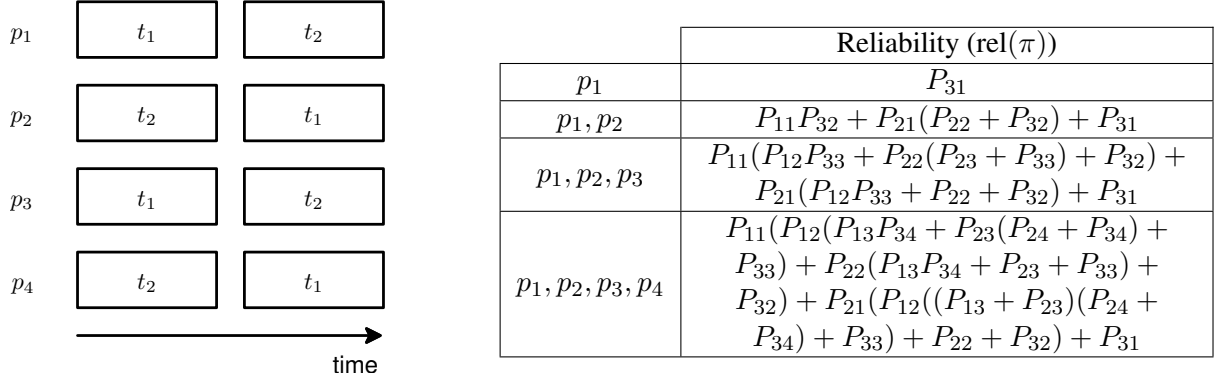 p₁ t₁ t₂
p₂ t₂ t₁
p₃ t₁ t₂
p₄ t₂ t₁
time
Reliability (rel(π))
p₁ P₃₁
p₁, p₂ P₁₁P₃₂ + P₂₁(P₂₂ + P₃₂) + P₃₁
p₁, p₂, p₃ P₁₁(P₁₂P₃₃ + P₂₂(P₂₃ + P₃₃) + P₃₂) +
P₂₁(P₁₂P₃₃ + P₂₂ + P₃₂) + P₃₁
p₁, p₂, p₃, p₄ P₁₁(P₁₂(P₁₃P₃₄ + P₂₃(P₂₄ + P₃₄) +
P₃₃) + P₂₂(P₁₃P₃₄ + P₂₃ + P₃₃) +
P₃₂) + P₂₁(P₁₂((P₁₃ + P₂₃)(P₂₄ +
P₃₄) + P₃₃) + P₂₂ + P₃₂) + P₃₁